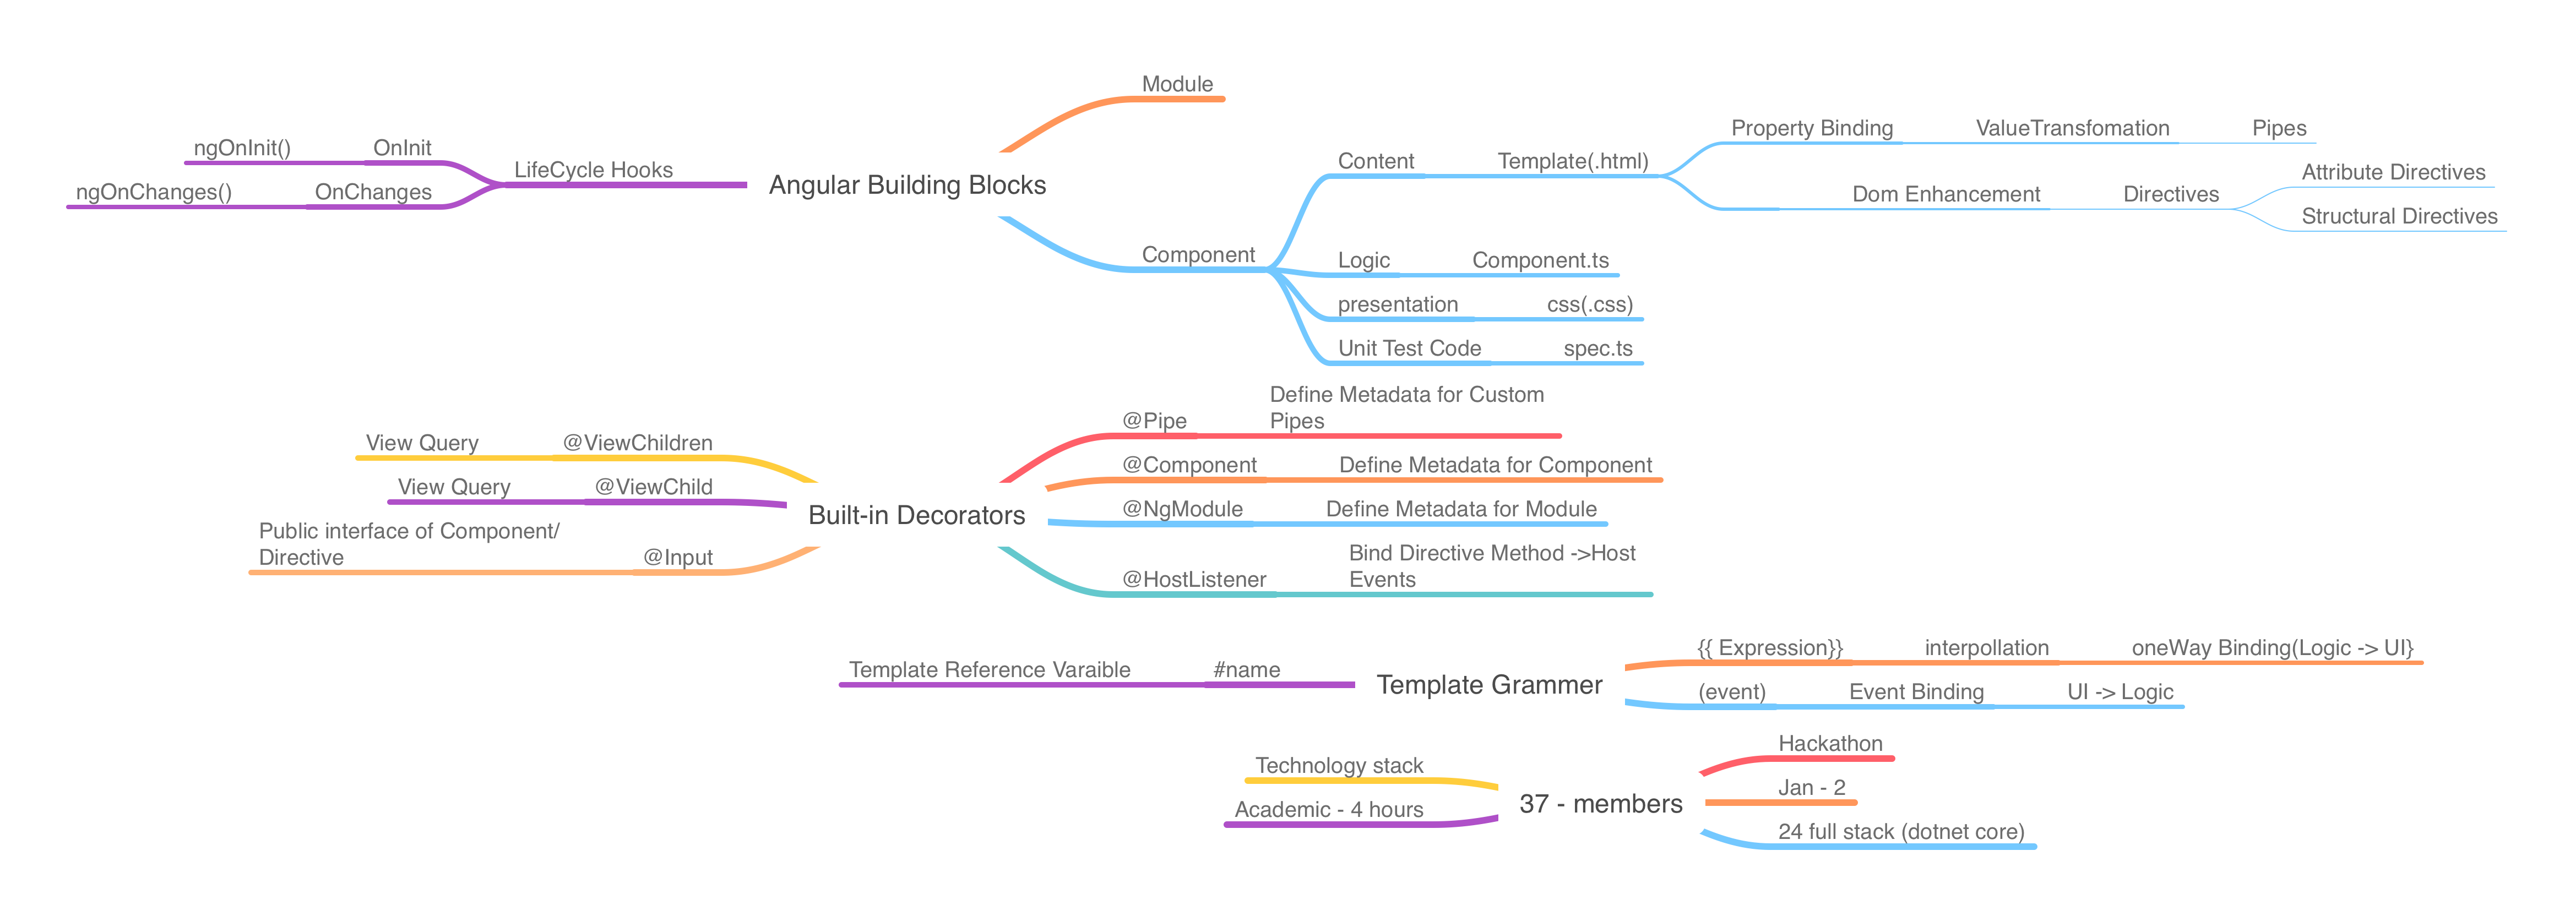 Module
ngOnInit()
OnInit
ngOnChanges()
OnChanges
LifeCycle Hooks
Angular Building Blocks
Component
Content
Template(.html)
Property Binding
ValueTransfomation
Pipes
Dom Enhancement
Directives
Attribute Directives
Structural Directives
Logic
Component.ts
presentation
css(.css)
Unit Test Code
spec.ts
View Query
@ViewChildren
View Query
@ViewChild
Public interface of Component/
Directive
@Input
Built-in Decorators
@Pipe
Define Metadata for Custom
Pipes
@Component
Define Metadata for Component
@NgModule
Define Metadata for Module
@HostListener
Bind Directive Method ->Host
Events
Template Reference Varaible
#name
Template Grammer
{{ Expression}}
interpollation
oneWay Binding(Logic -> UI}
(event)
Event Binding
UI -> Logic
Technology stack
Academic - 4 hours
37 - members
Hackathon
Jan - 2
24 full stack (dotnet core)